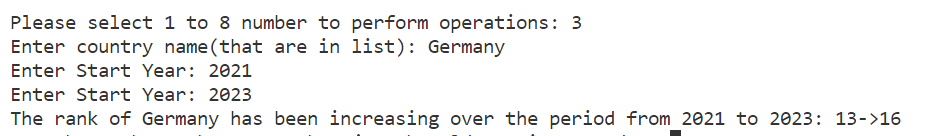 Please select 1 to 8 number to perform operations: 3
Enter country name(that are in list): Germany
Enter Start Year: 2021
Enter Start Year: 2023
The rank of Germany has been increasing over the period from 2021 to 2023: 13->16